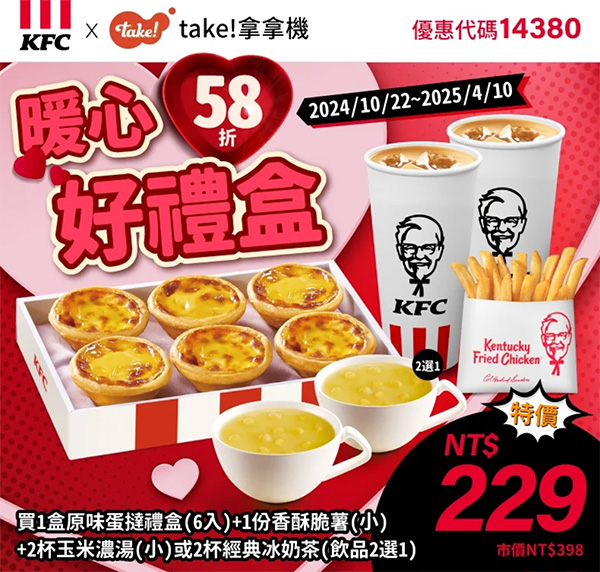 KFC x take! take!拿拿機 優惠代碼14380
暖心 58折
2024/10/22~2025/4/10
好禮盒
KFC
KFC
2選1
Kentucky
Fried Chicken
特價
NT$
229
買1盒原味蛋撻禮盒(6入)+1份香酥脆薯(小)
+2杯玉米濃湯(小)或2杯經典冰奶茶(飲品2選1)
市價NT$398